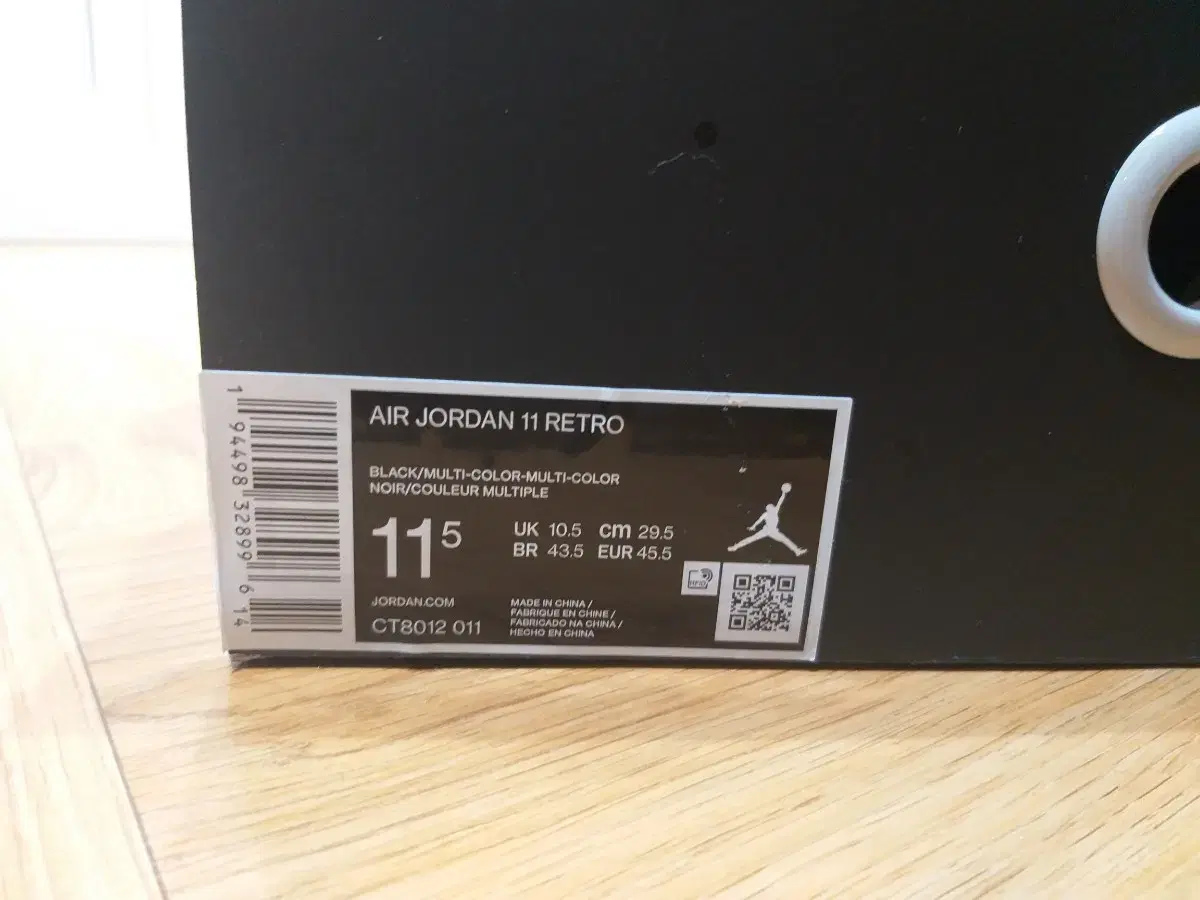 1 94498 32899 6 14
AIR JORDAN 11 RETRO
BLACK/MULTI-COLOR-MULTI-COLOR
NOIR/COULEUR MULTIPLE
11 5
UK 10.5 cm 29.5
BR 43.5 EUR 45.5
RFID
JORDAN.COM
CT8012 011
MADE IN CHINA /
FABRIQUE EN CHINE /
FABRICADO NA CHINA /
HECHO EN CHINA